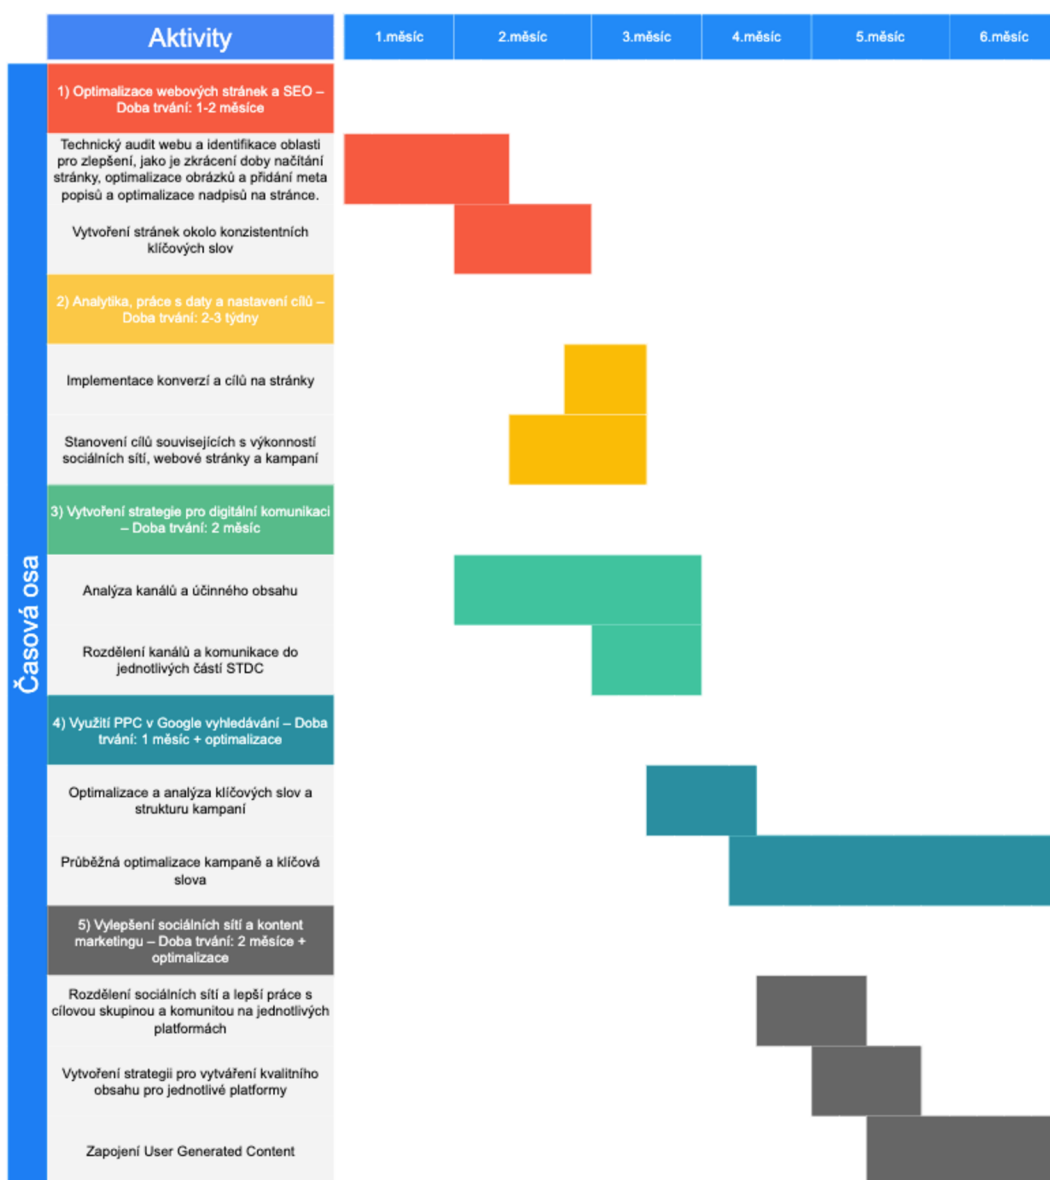 Aktivity
1.měsíc 2.měsíc 3.měsíc 4.měsíc 5.měsíc 6.měsíc
Časová osa
1) Optimalizace webových stránek a SEO –
Doba trvání: 1-2 měsíce
Technický audit webu a identifikace oblasti
pro zlepšení, jako je zkrácení doby načítání
stránky, optimalizace obrázků a přidání meta
popisů a optimalizace nadpisů na stránce.
Vytvoření stránek okolo konzistentních
klíčových slov
2) Analytika, práce s daty a nastavení cílů –
Doba trvání: 2-3 týdny
Implementace konverzí a cílů na stránky
Stanovení cílů souvisejících s výkonností
sociálních sítí, webové stránky a kampaní
3) Vytvoření strategie pro digitální komunikaci
– Doba trvání: 2 měsíc
Analýza kanálů a účinného obsahu
Rozdělení kanálů a komunikace do
jednotlivých částí STDC
4) Využití PPC v Google vyhledávání – Doba
trvání: 1 měsíc + optimalizace
Optimalizace a analýza klíčových slov a
strukturu kampaní
Průběžná optimalizace kampaně a klíčová
slova
5) Vylepšení sociálních sítí a kontent
marketingu – Doba trvání: 2 měsíce +
optimalizace
Rozdělení sociálních sítí a lepší práce s
cílovou skupinou a komunitou na jednotlivých
platformách
Vytvoření strategii pro vytváření kvalitního
obsahu pro jednotlivé platformy
Zapojení User Generated Content